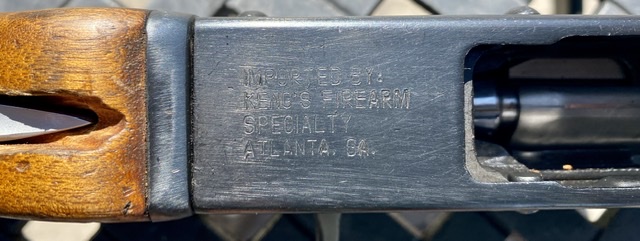 IMPORTED BY:
KENG'S FIREARM
SPECIALTY
ATLANTA. GA.